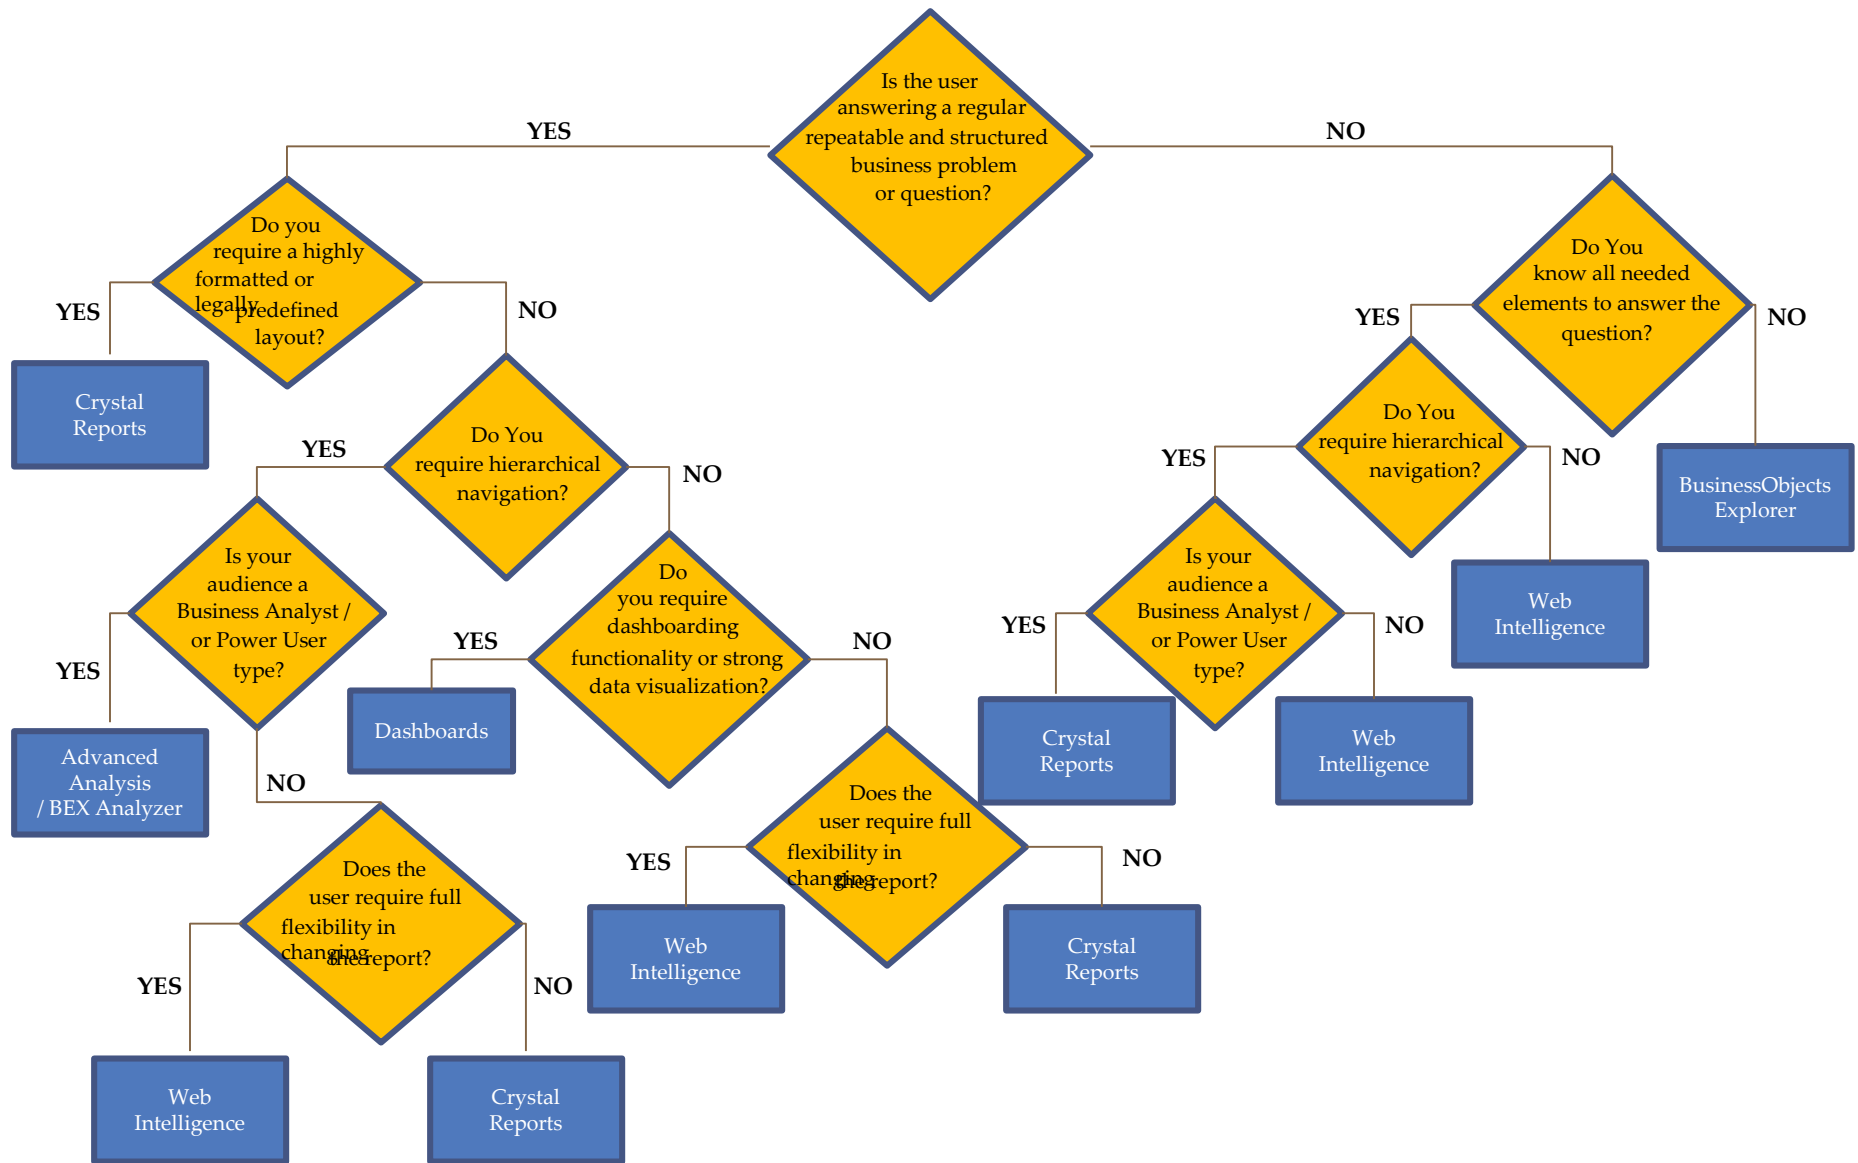 Is the user
answering a regular
repeatable and structured
business problem
or question?
YES
NO
Do you
require a highly
formatted or
legally
predefined
layout?
YES
NO
Do You
know all needed
elements to answer the
question?
YES
NO
Crystal
Reports
Do You
require hierarchical
navigation?
YES
NO
Do You
require hierarchical
navigation?
YES
NO
BusinessObjects
Explorer
Is your
audience a
Business Analyst /
or Power User
type?
YES
NO
Do
you require
dashboarding
functionality or strong
data visualization?
YES
NO
Is your
audience a
Business Analyst /
or Power User
type?
YES
NO
Web
Intelligence
Advanced
Analysis
/ BEX Analyzer
Dashboards
Crystal
Reports
Web
Intelligence
Does the
user require full
flexibility in
changing
the report?
YES
NO
Does the
user require full
flexibility in
changing
the report?
YES
NO
Web
Intelligence
Crystal
Reports
Web
Intelligence
Crystal
Reports